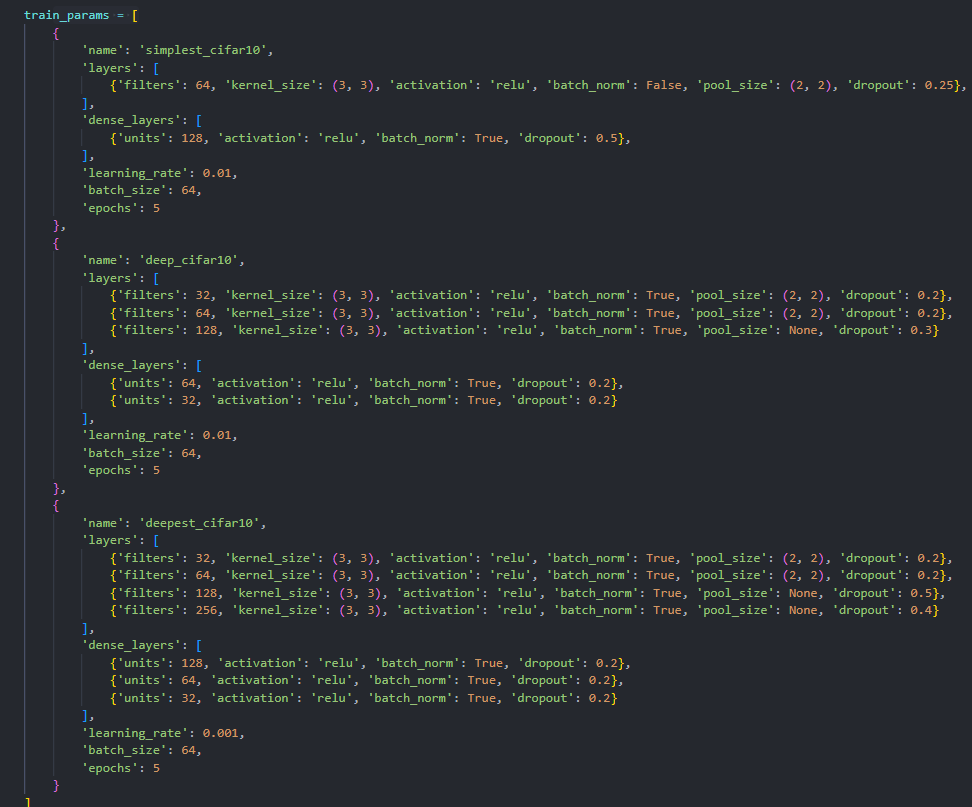 train_params = [
    {
        'name': 'simplest_cifar10',
        'layers': [
            {'filters': 64, 'kernel_size': (3, 3), 'activation': 'relu', 'batch_norm': False, 'pool_size': (2, 2), 'dropout': 0.25},
        ],
        'dense_layers': [
            {'units': 128, 'activation': 'relu', 'batch_norm': True, 'dropout': 0.5},
        ],
        'learning_rate': 0.01,
        'batch_size': 64,
        'epochs': 5
    },
    {
        'name': 'deep_cifar10',
        'layers': [
            {'filters': 32, 'kernel_size': (3, 3), 'activation': 'relu', 'batch_norm': True, 'pool_size': (2, 2), 'dropout': 0.2},
            {'filters': 64, 'kernel_size': (3, 3), 'activation': 'relu', 'batch_norm': True, 'pool_size': (2, 2), 'dropout': 0.2},
            {'filters': 128, 'kernel_size': (3, 3), 'activation': 'relu', 'batch_norm': True, 'pool_size': None, 'dropout': 0.3}
        ],
        'dense_layers': [
            {'units': 64, 'activation': 'relu', 'batch_norm': True, 'dropout': 0.2},
            {'units': 32, 'activation': 'relu', 'batch_norm': True, 'dropout': 0.2}
        ],
        'learning_rate': 0.01,
        'batch_size': 64,
        'epochs': 5
    },
    {
        'name': 'deepest_cifar10',
        'layers': [
            {'filters': 32, 'kernel_size': (3, 3), 'activation': 'relu', 'batch_norm': True, 'pool_size': (2, 2), 'dropout': 0.2},
            {'filters': 64, 'kernel_size': (3, 3), 'activation': 'relu', 'batch_norm': True, 'pool_size': (2, 2), 'dropout': 0.2},
            {'filters': 128, 'kernel_size': (3, 3), 'activation': 'relu', 'batch_norm': True, 'pool_size': None, 'dropout': 0.5},
            {'filters': 256, 'kernel_size': (3, 3), 'activation': 'relu', 'batch_norm': True, 'pool_size': None, 'dropout': 0.4}
        ],
        'dense_layers': [
            {'units': 128, 'activation': 'relu', 'batch_norm': True, 'dropout': 0.2},
            {'units': 64, 'activation': 'relu', 'batch_norm': True, 'dropout': 0.2},
            {'units': 32, 'activation': 'relu', 'batch_norm': True, 'dropout': 0.2}
        ],
        'learning_rate': 0.001,
        'batch_size': 64,
        'epochs': 5
    }
]